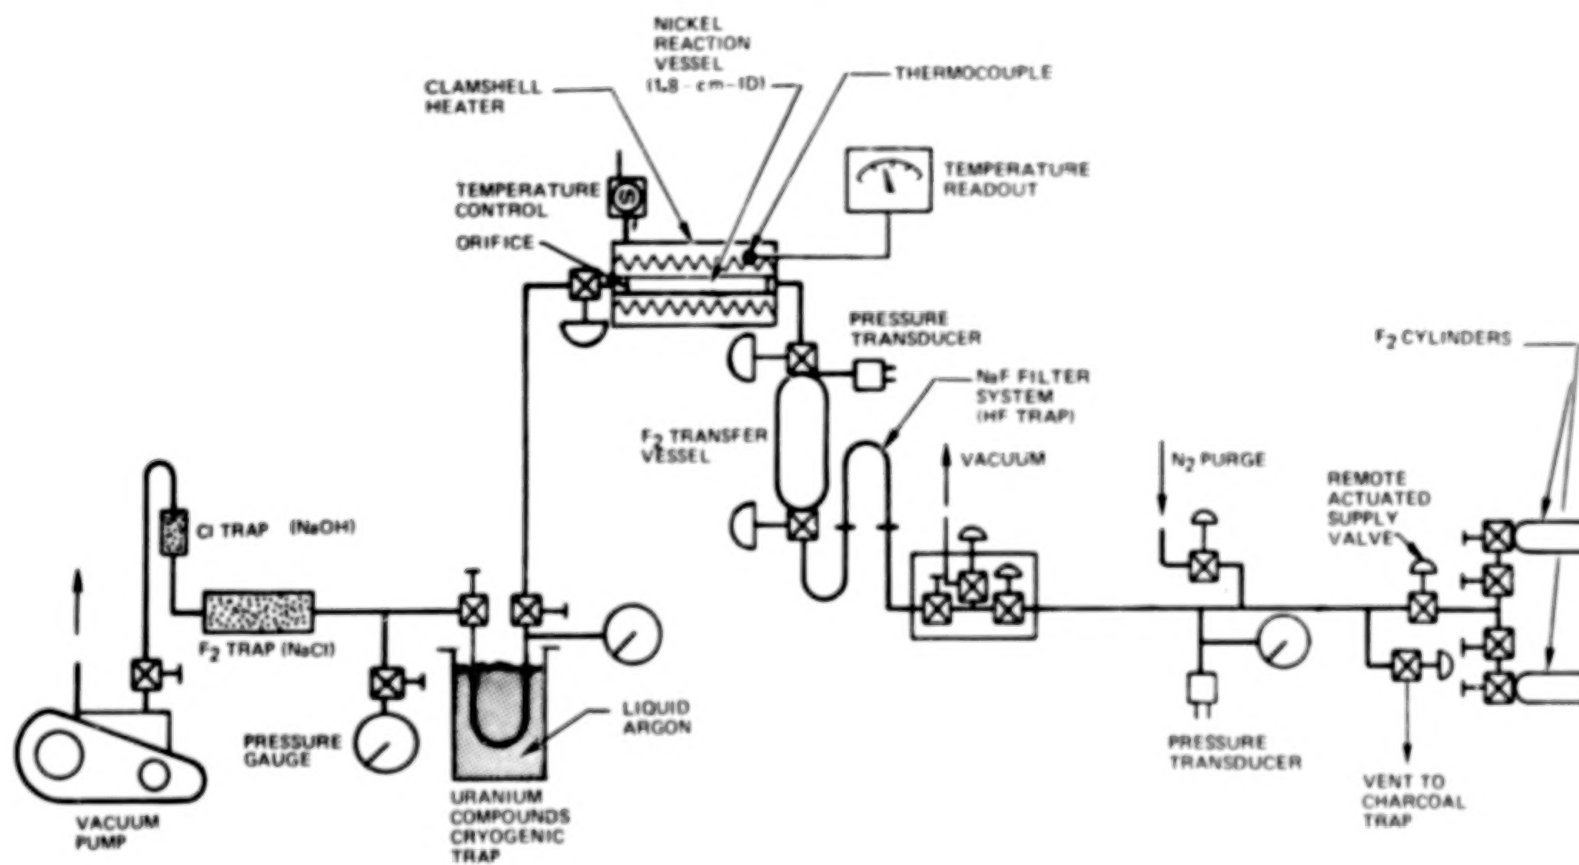 NICKEL
REACTION
VESSEL
(1.8 - cm-ID)
THERMOCOUPLE
CLAMSHELL
HEATER
TEMPERATURE
READOUT
TEMPERATURE
CONTROL
ORIFICE
PRESSURE
TRANSDUCER
F2 CYLINDERS
NaF FILTER
SYSTEM
(HF TRAP)
F2 TRANSFER
VESSEL
VACUUM
N2 PURGE
REMOTE
ACTUATED
SUPPLY
VALVE
Cl TRAP (NaOH)
F2 TRAP (NaCl)
LIQUID
ARGON
PRESSURE
GAUGE
PRESSURE
TRANSDUCER
VENT TO
CHARCOAL
TRAP
URANIUM
COMPOUNDS
CRYOGENIC
TRAP
VACUUM
PUMP